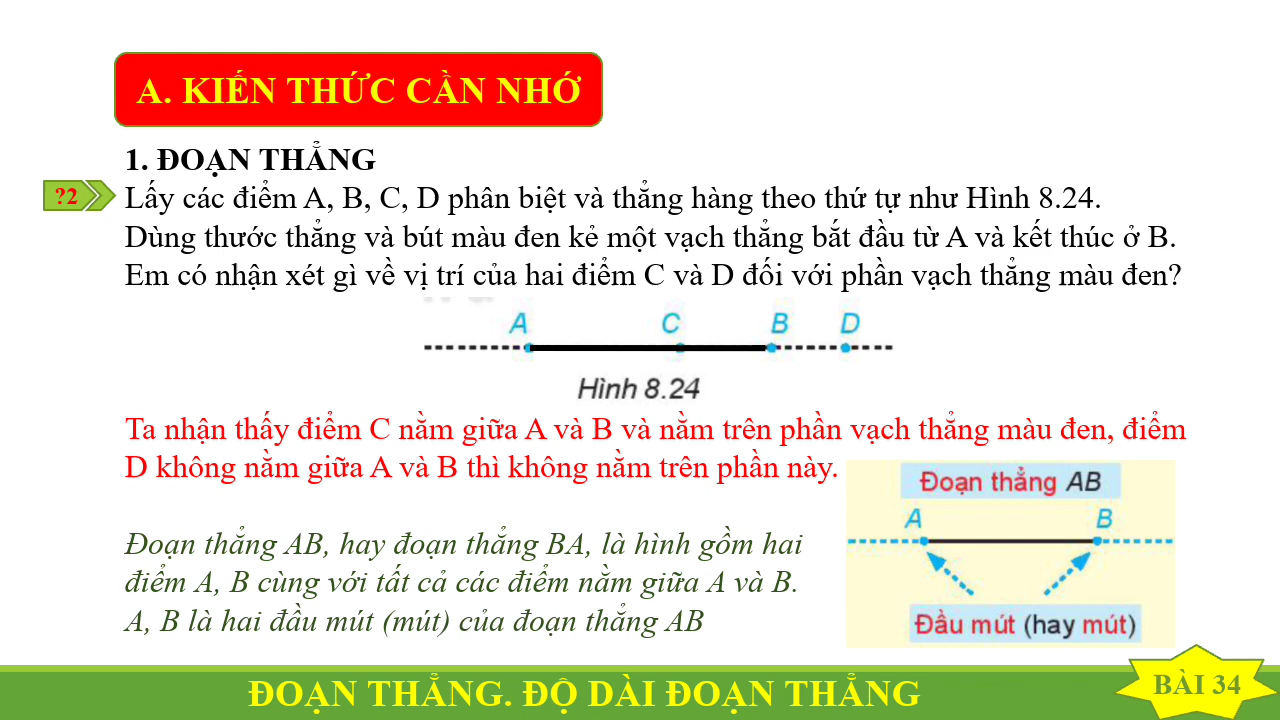 A. KIẾN THỨC CẦN NHỚ
1. ĐOẠN THẲNG
?2
Lấy các điểm A, B, C, D phân biệt và thẳng hàng theo thứ tự như Hình 8.24.
Dùng thước thẳng và bút màu đen kẻ một vạch thẳng bắt đầu từ A và kết thúc ở B.
Em có nhận xét gì về vị trí của hai điểm C và D đối với phần vạch thẳng màu đen?
A C B D
Hình 8.24
Ta nhận thấy điểm C nằm giữa A và B và nằm trên phần vạch thẳng màu đen, điểm
D không nằm giữa A và B thì không nằm trên phần này.
Đoạn thẳng AB
A B
Đầu mút (hay mút)
Đoạn thẳng AB, hay đoạn thẳng BA, là hình gồm hai
điểm A, B cùng với tất cả các điểm nằm giữa A và B.
A, B là hai đầu mút (mút) của đoạn thẳng AB
ĐOẠN THẲNG. ĐỘ DÀI ĐOẠN THẲNG
BÀI 34